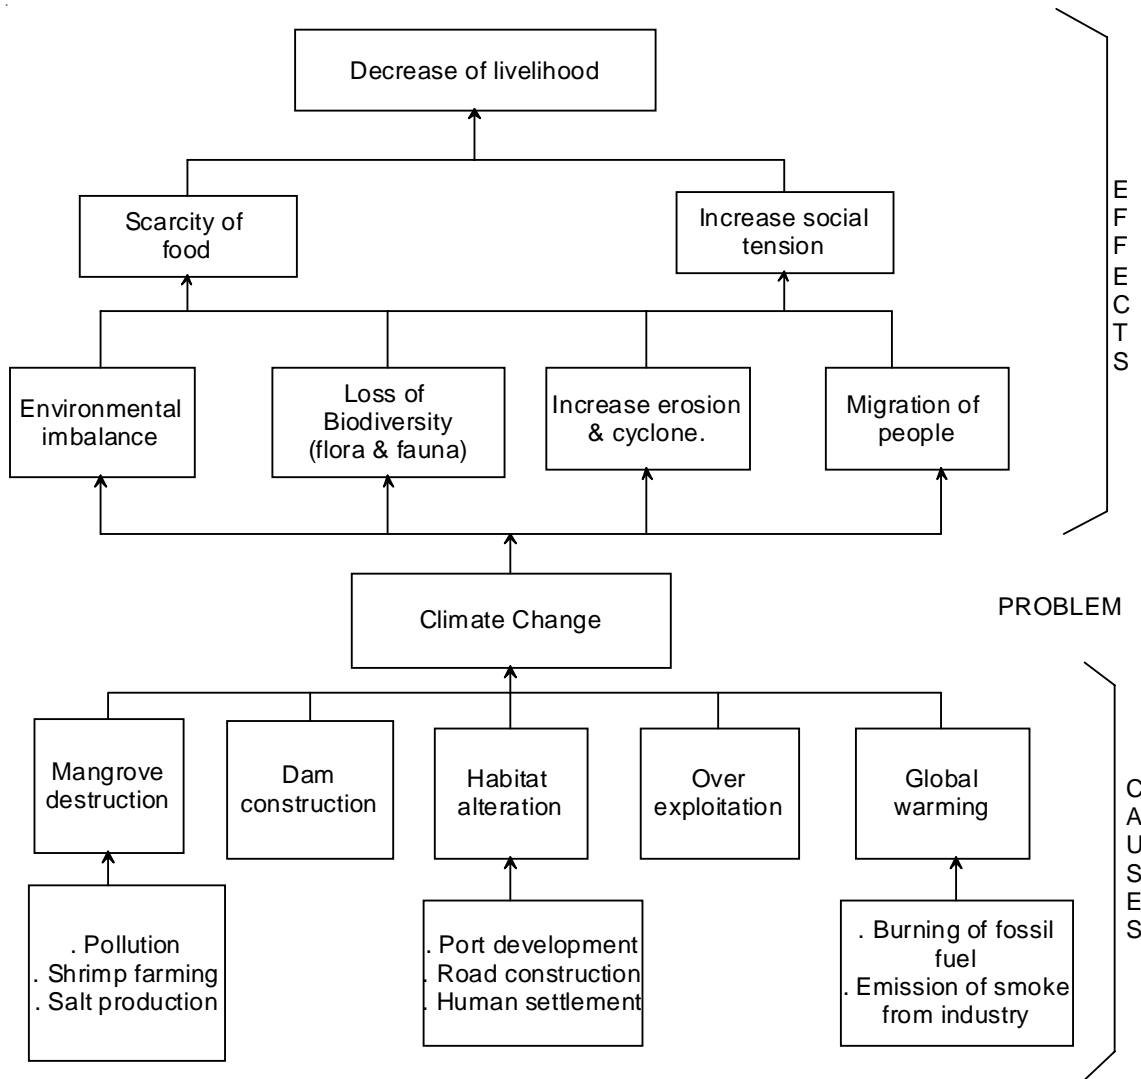 Decrease of livelihood
Scarcity of
food
Increase social
tension
Environmental
imbalance
Loss of
Biodiversity
(flora & fauna)
Increase erosion
& cyclone.
Migration of
people
EFFECTS
Climate Change
PROBLEM
Mangrove
destruction
Dam
construction
Habitat
alteration
Over
exploitation
Global
warming
. Pollution
. Shrimp farming
. Salt production
. Port development
. Road construction
. Human settlement
. Burning of fossil
fuel
. Emission of smoke
from industry
CAUSES